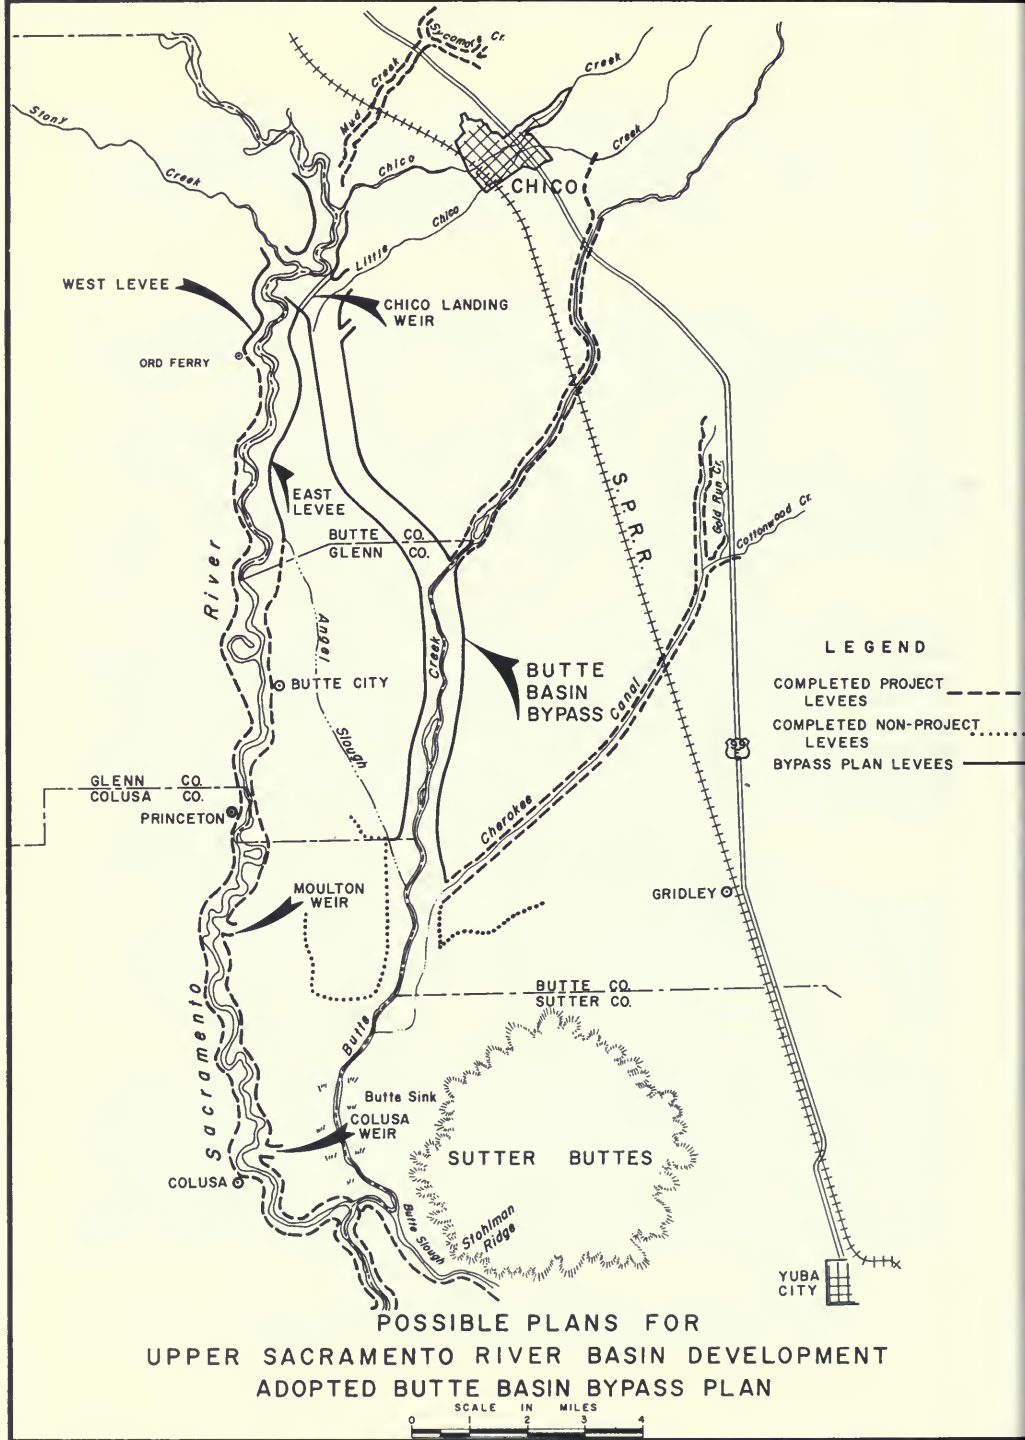 Sycamore Cr.
Mud Creek
Creek
Stony Creek
Chico
Creek
CHICO
Little Chico
WEST LEVEE
CHICO LANDING
WEIR
ORD FERRY
EAST
LEVEE
S. P. R. R.
Gold Run Cr.
Cottonwood Cr.
BUTTE CO.
GLENN CO.
Sacramento River
Angel Slough
Butte Creek
BUTTE
BASIN
BYPASS
Cherokee Canal
BUTTE CITY
LEGEND
COMPLETED PROJECT
LEVEES
COMPLETED NON-PROJECT
LEVEES
BYPASS PLAN LEVEES
99
GLENN CO.
COLUSA CO.
PRINCETON
MOULTON
WEIR
GRIDLEY
BUTTE CO.
SUTTER CO.
Butte Sink
COLUSA
WEIR
COLUSA
SUTTER BUTTES
Butte Slough
Stohlman
Ridge
YUBA
CITY
POSSIBLE PLANS FOR
UPPER SACRAMENTO RIVER BASIN DEVELOPMENT
ADOPTED BUTTE BASIN BYPASS PLAN
SCALE IN MILES
0 1 2 3 4